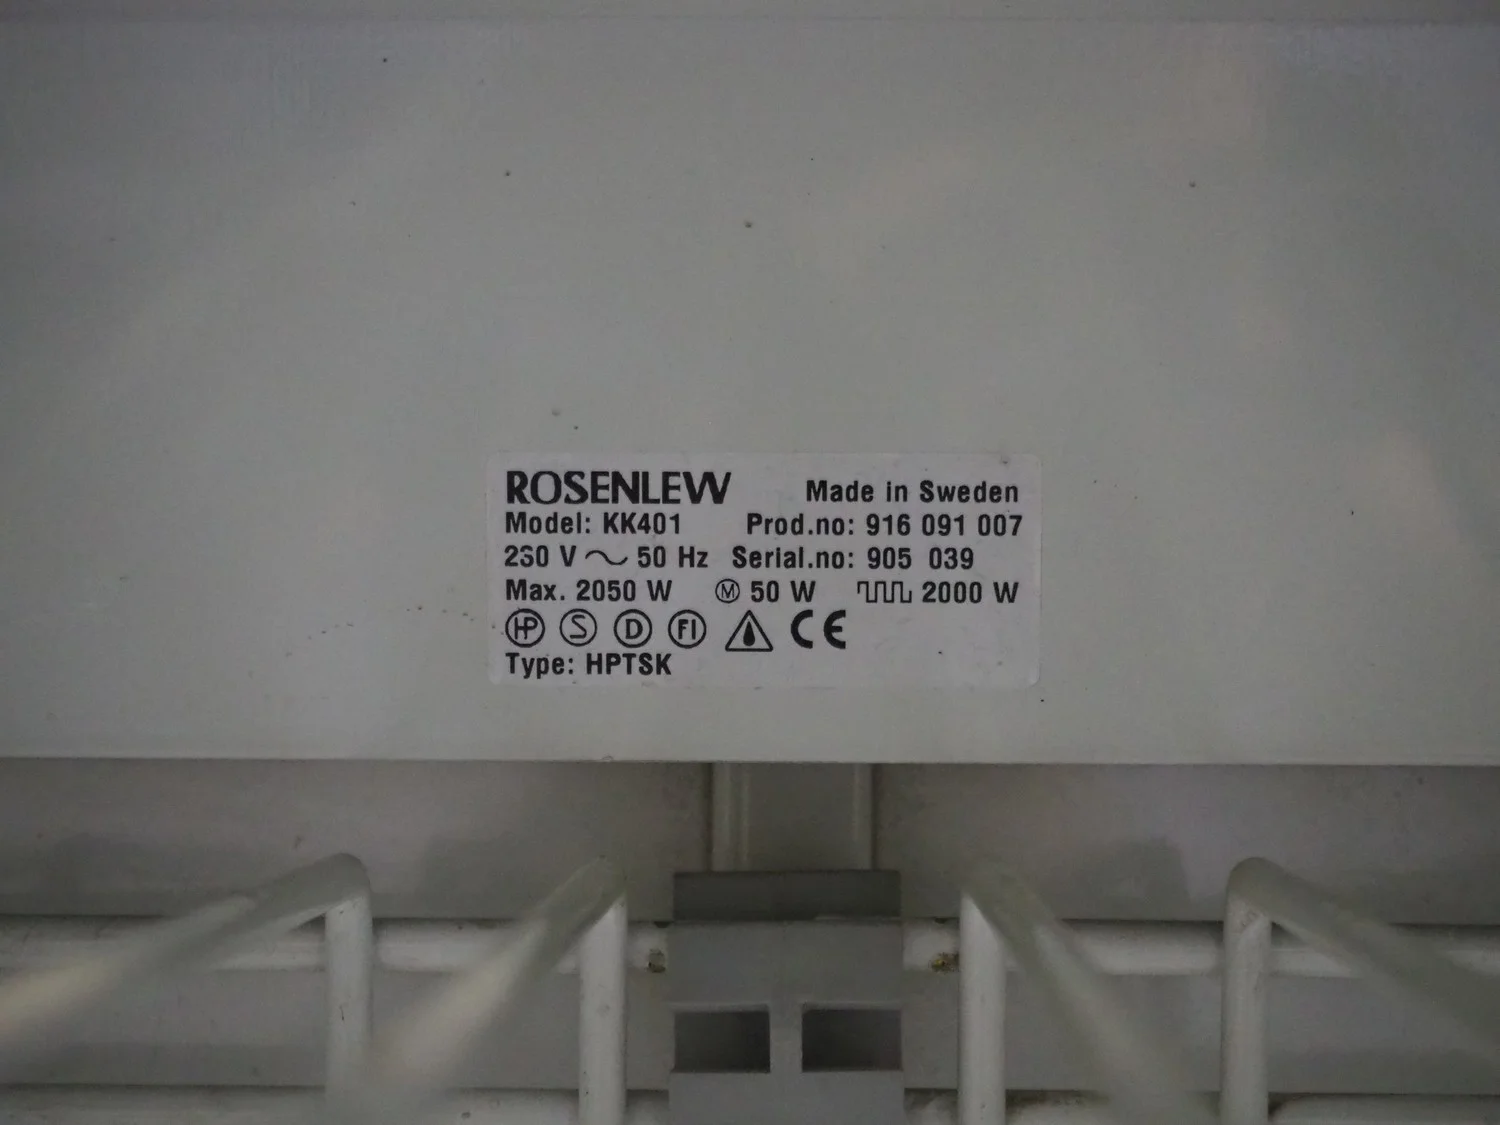 ROSENLEW Made in Sweden
Model: KK401 Prod.no: 916 091 007
230 V ~ 50 Hz Serial.no: 905 039
Max. 2050 W M 50 W 2000 W
HP S D FI CE
Type: HPTSK